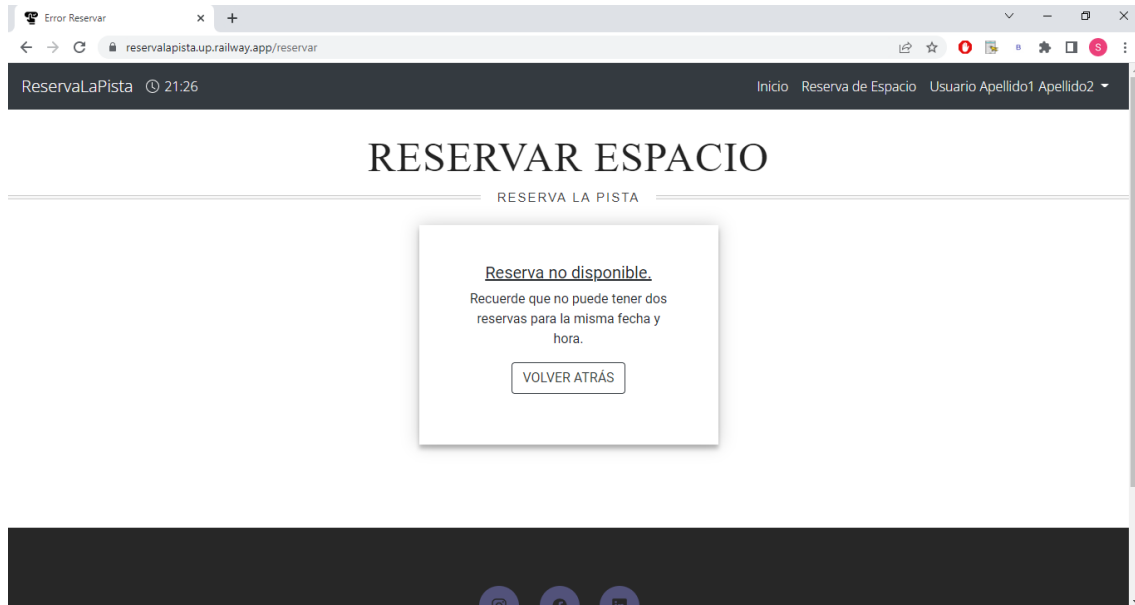 Error Reservar
reservalapista.up.railway.app/reservar
S
ReservaLaPista 21:26 Inicio Reserva de Espacio Usuario Apellido1 Apellido2
RESERVAR ESPACIO
RESERVA LA PISTA
Reserva no disponible.
Recuerde que no puede tener dos
reservas para la misma fecha y
hora.
VOLVER ATRÁS